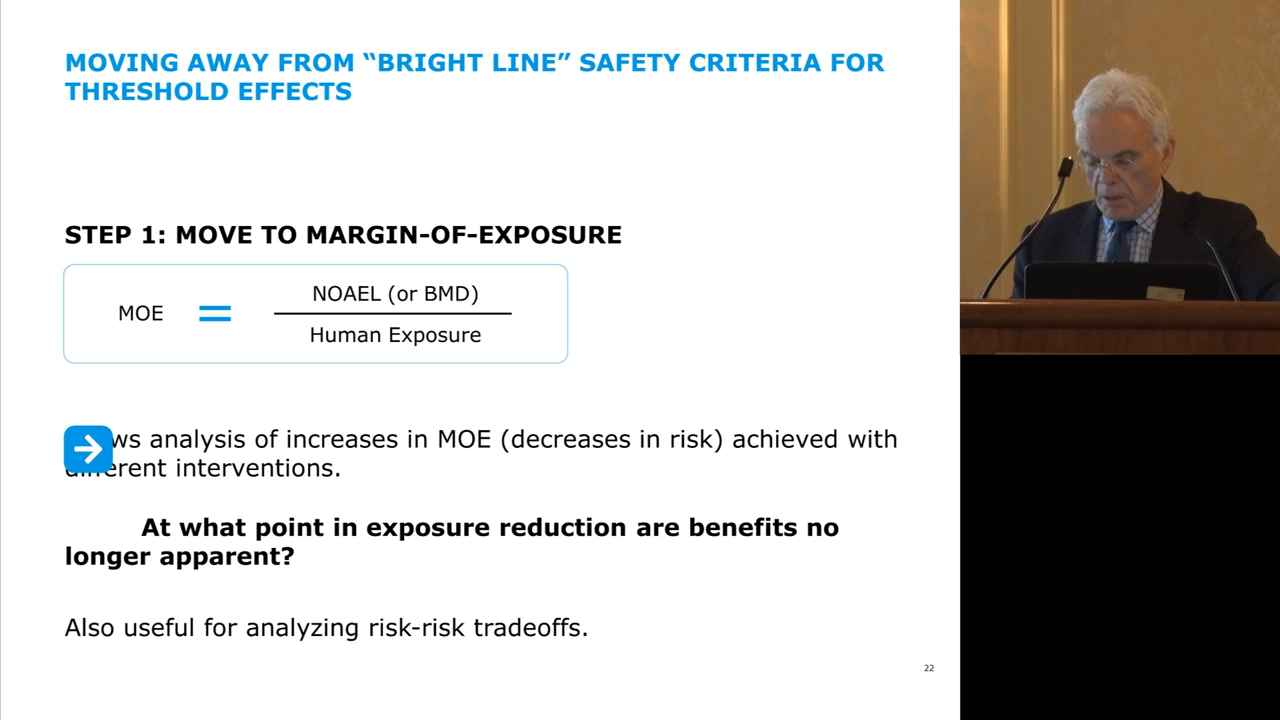 MOVING AWAY FROM “BRIGHT LINE” SAFETY CRITERIA FOR
THRESHOLD EFFECTS
STEP 1: MOVE TO MARGIN-OF-EXPOSURE
MOE = NOAEL (or BMD)
Human Exposure
analysis of increases in MOE (decreases in risk) achieved with
interventions.
At what point in exposure reduction are benefits no
longer apparent?
Also useful for analyzing risk-risk tradeoffs.
22